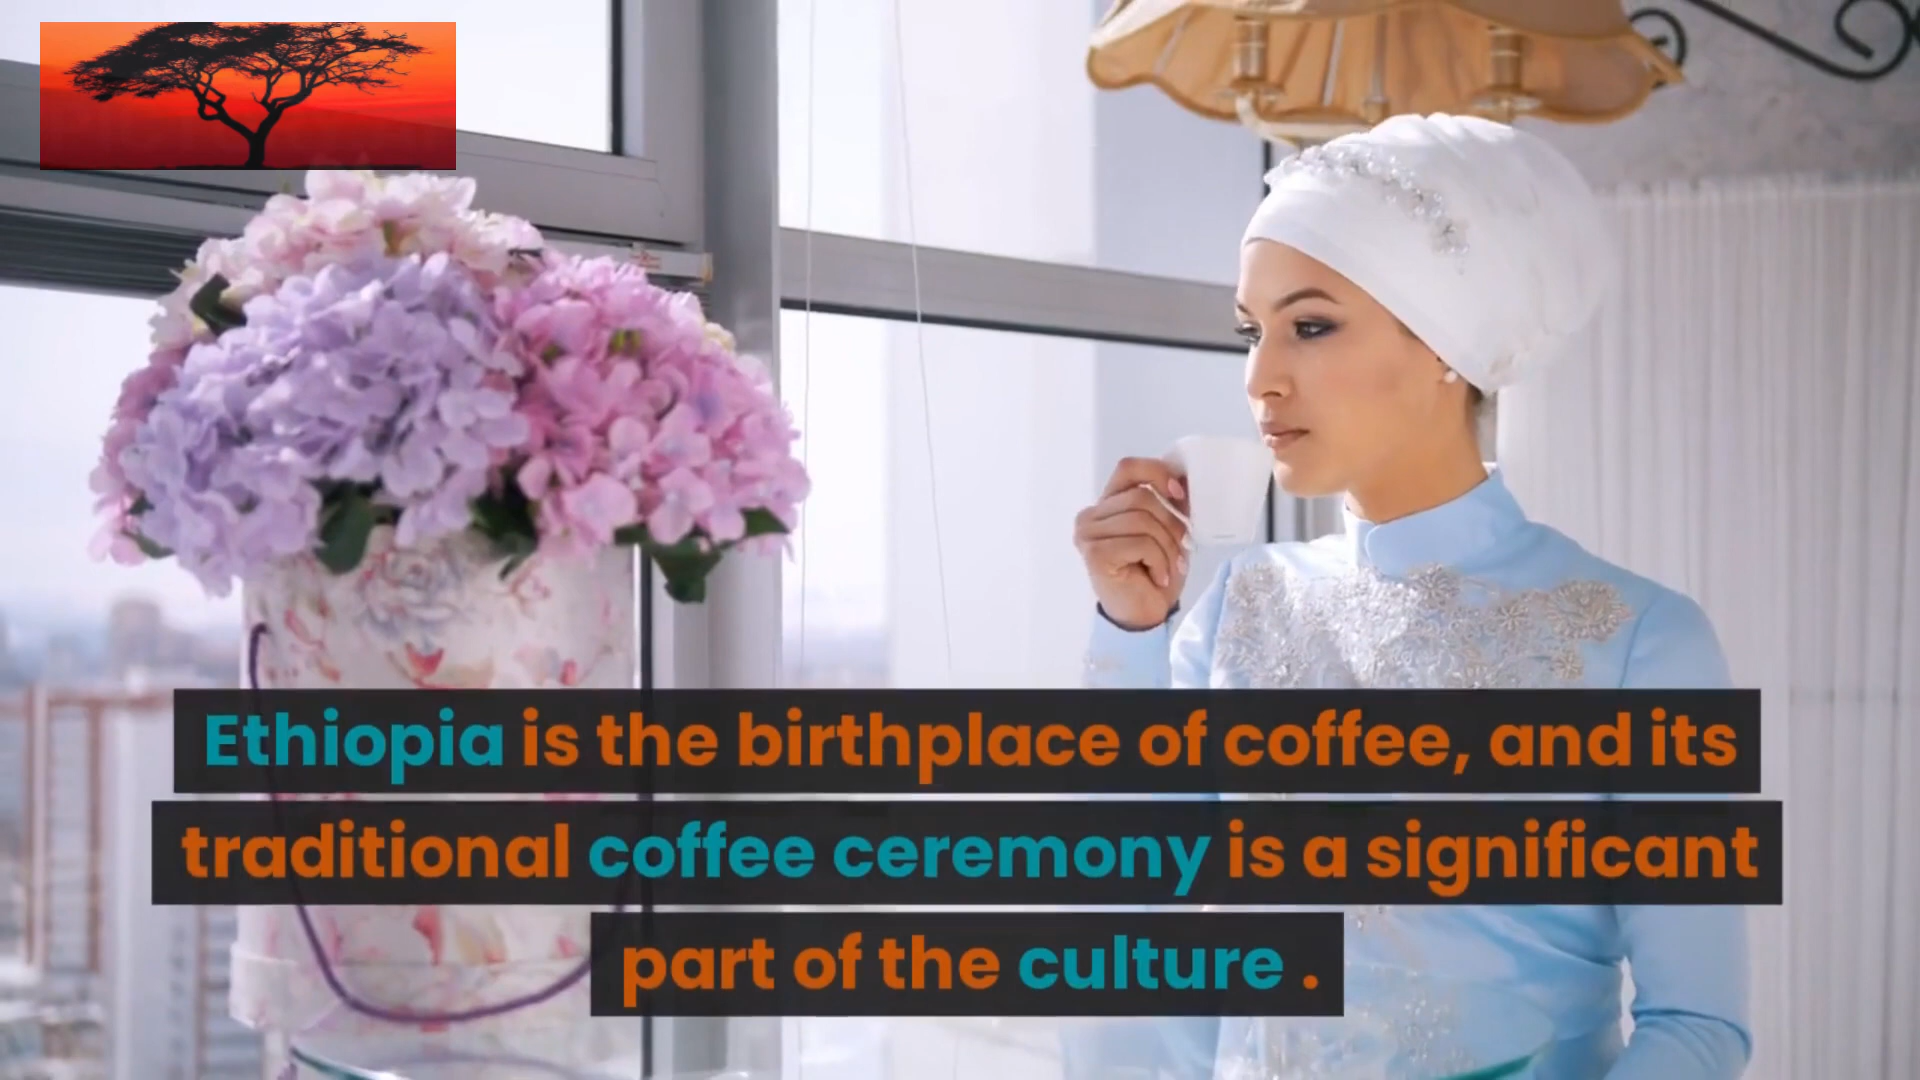 Ethiopia is the birthplace of coffee, and its
traditional coffee ceremony is a significant
part of the culture .